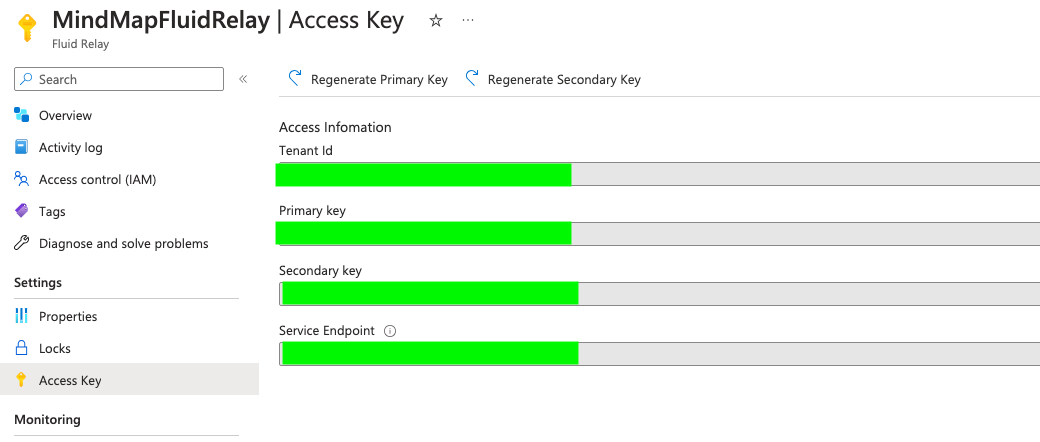 MindMapFluidRelay | Access Key
Fluid Relay
Search
Overview
Activity log
Access control (IAM)
Tags
Diagnose and solve problems
Settings
Properties
Locks
Access Key
Monitoring
Regenerate Primary Key Regenerate Secondary Key
Access Infomation
Tenant Id
Primary key
Secondary key
Service Endpoint